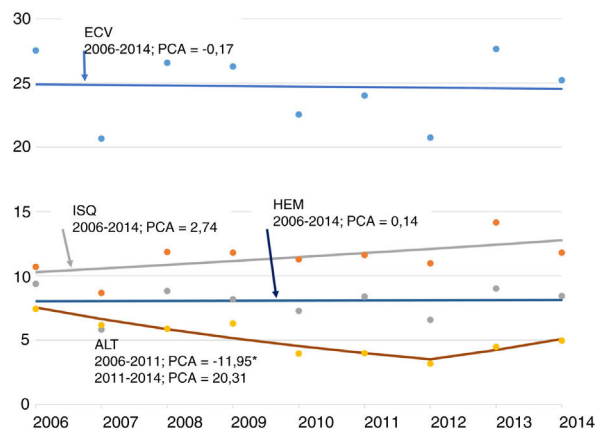 30
ECV
2006-2014; PCA = -0,17
25
20
15
ISQ
2006-2014; PCA = 2,74
HEM
2006-2014; PCA = 0,14
10
5
ALT
2006-2011; PCA = -11,95*
2011-2014; PCA = 20,31
0
2006 2007 2008 2009 2010 2011 2012 2013 2014